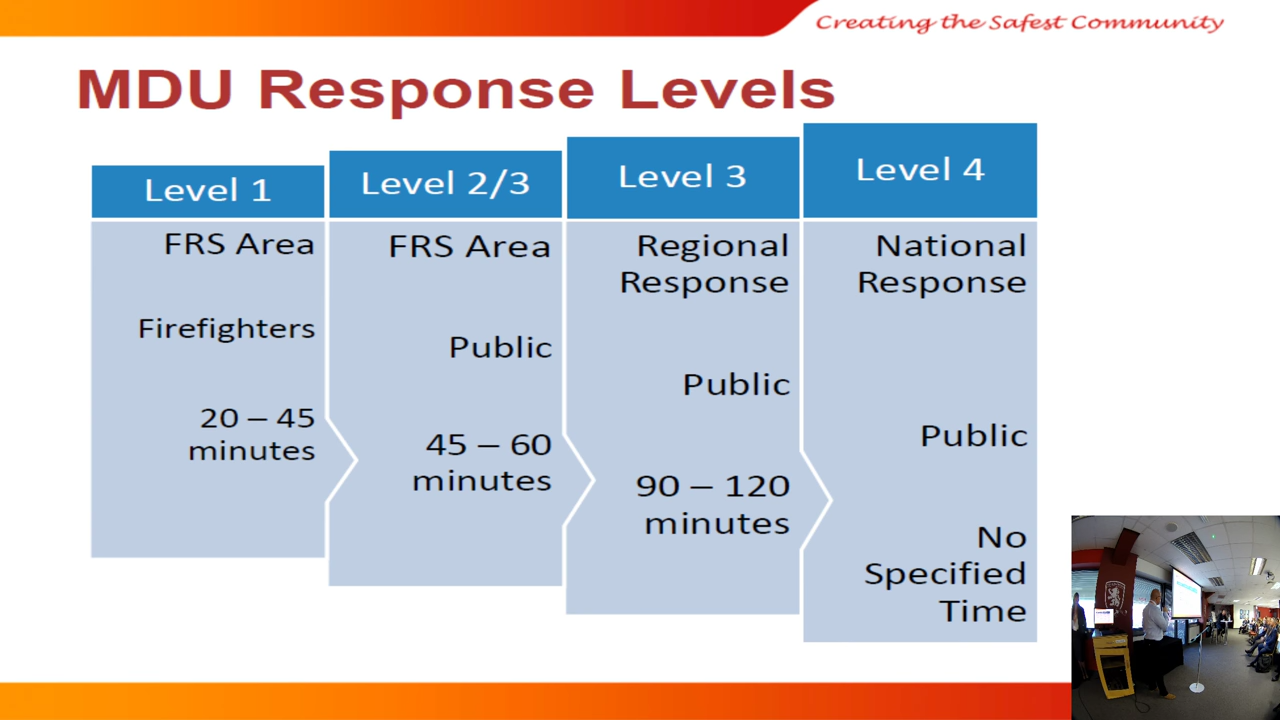 Creating the Safest Community
MDU Response Levels
Level 1
FRS Area
Firefighters
20 – 45
minutes
Level 2/3
FRS Area
Public
45 – 60
minutes
Level 3
Regional
Response
Public
90 – 120
minutes
Level 4
National
Response
Public
No
Specified
Time